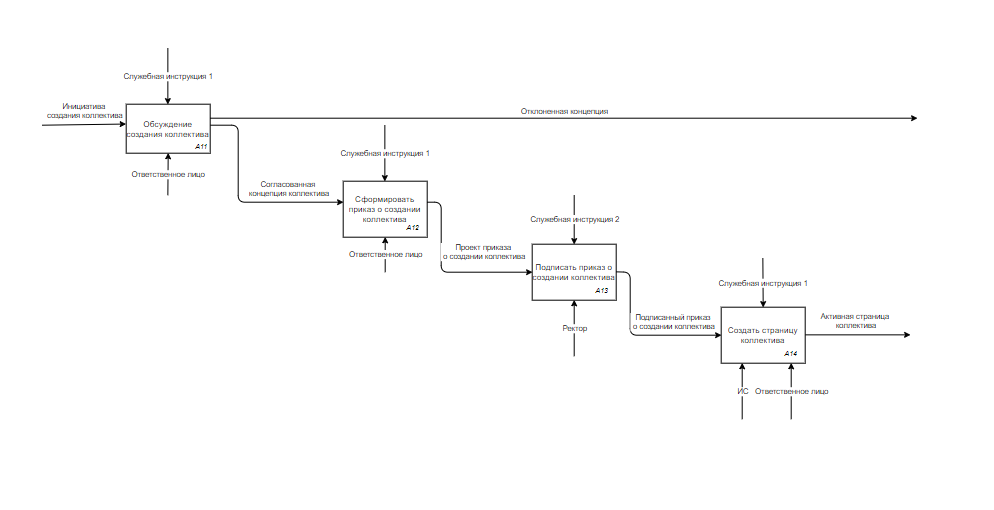 Служебная инструкция 1
Инициатива
создания коллектива
Отклоненная концепция
Обсуждение
создания коллектива
A11
Служебная инструкция 1
Ответственное лицо
Согласованная
концепция коллектива
Сформировать
приказ о создании
коллектива
A12
Служебная инструкция 2
Ответственное лицо
Проект приказа
о создании коллектива
Подписать приказ о
создании коллектива
A13
Служебная инструкция 1
Ректор
Подписанный приказ
о создании коллектива
Создать страницу
коллектива
A14
Активная страница
коллектива
ИС
Ответственное лицо